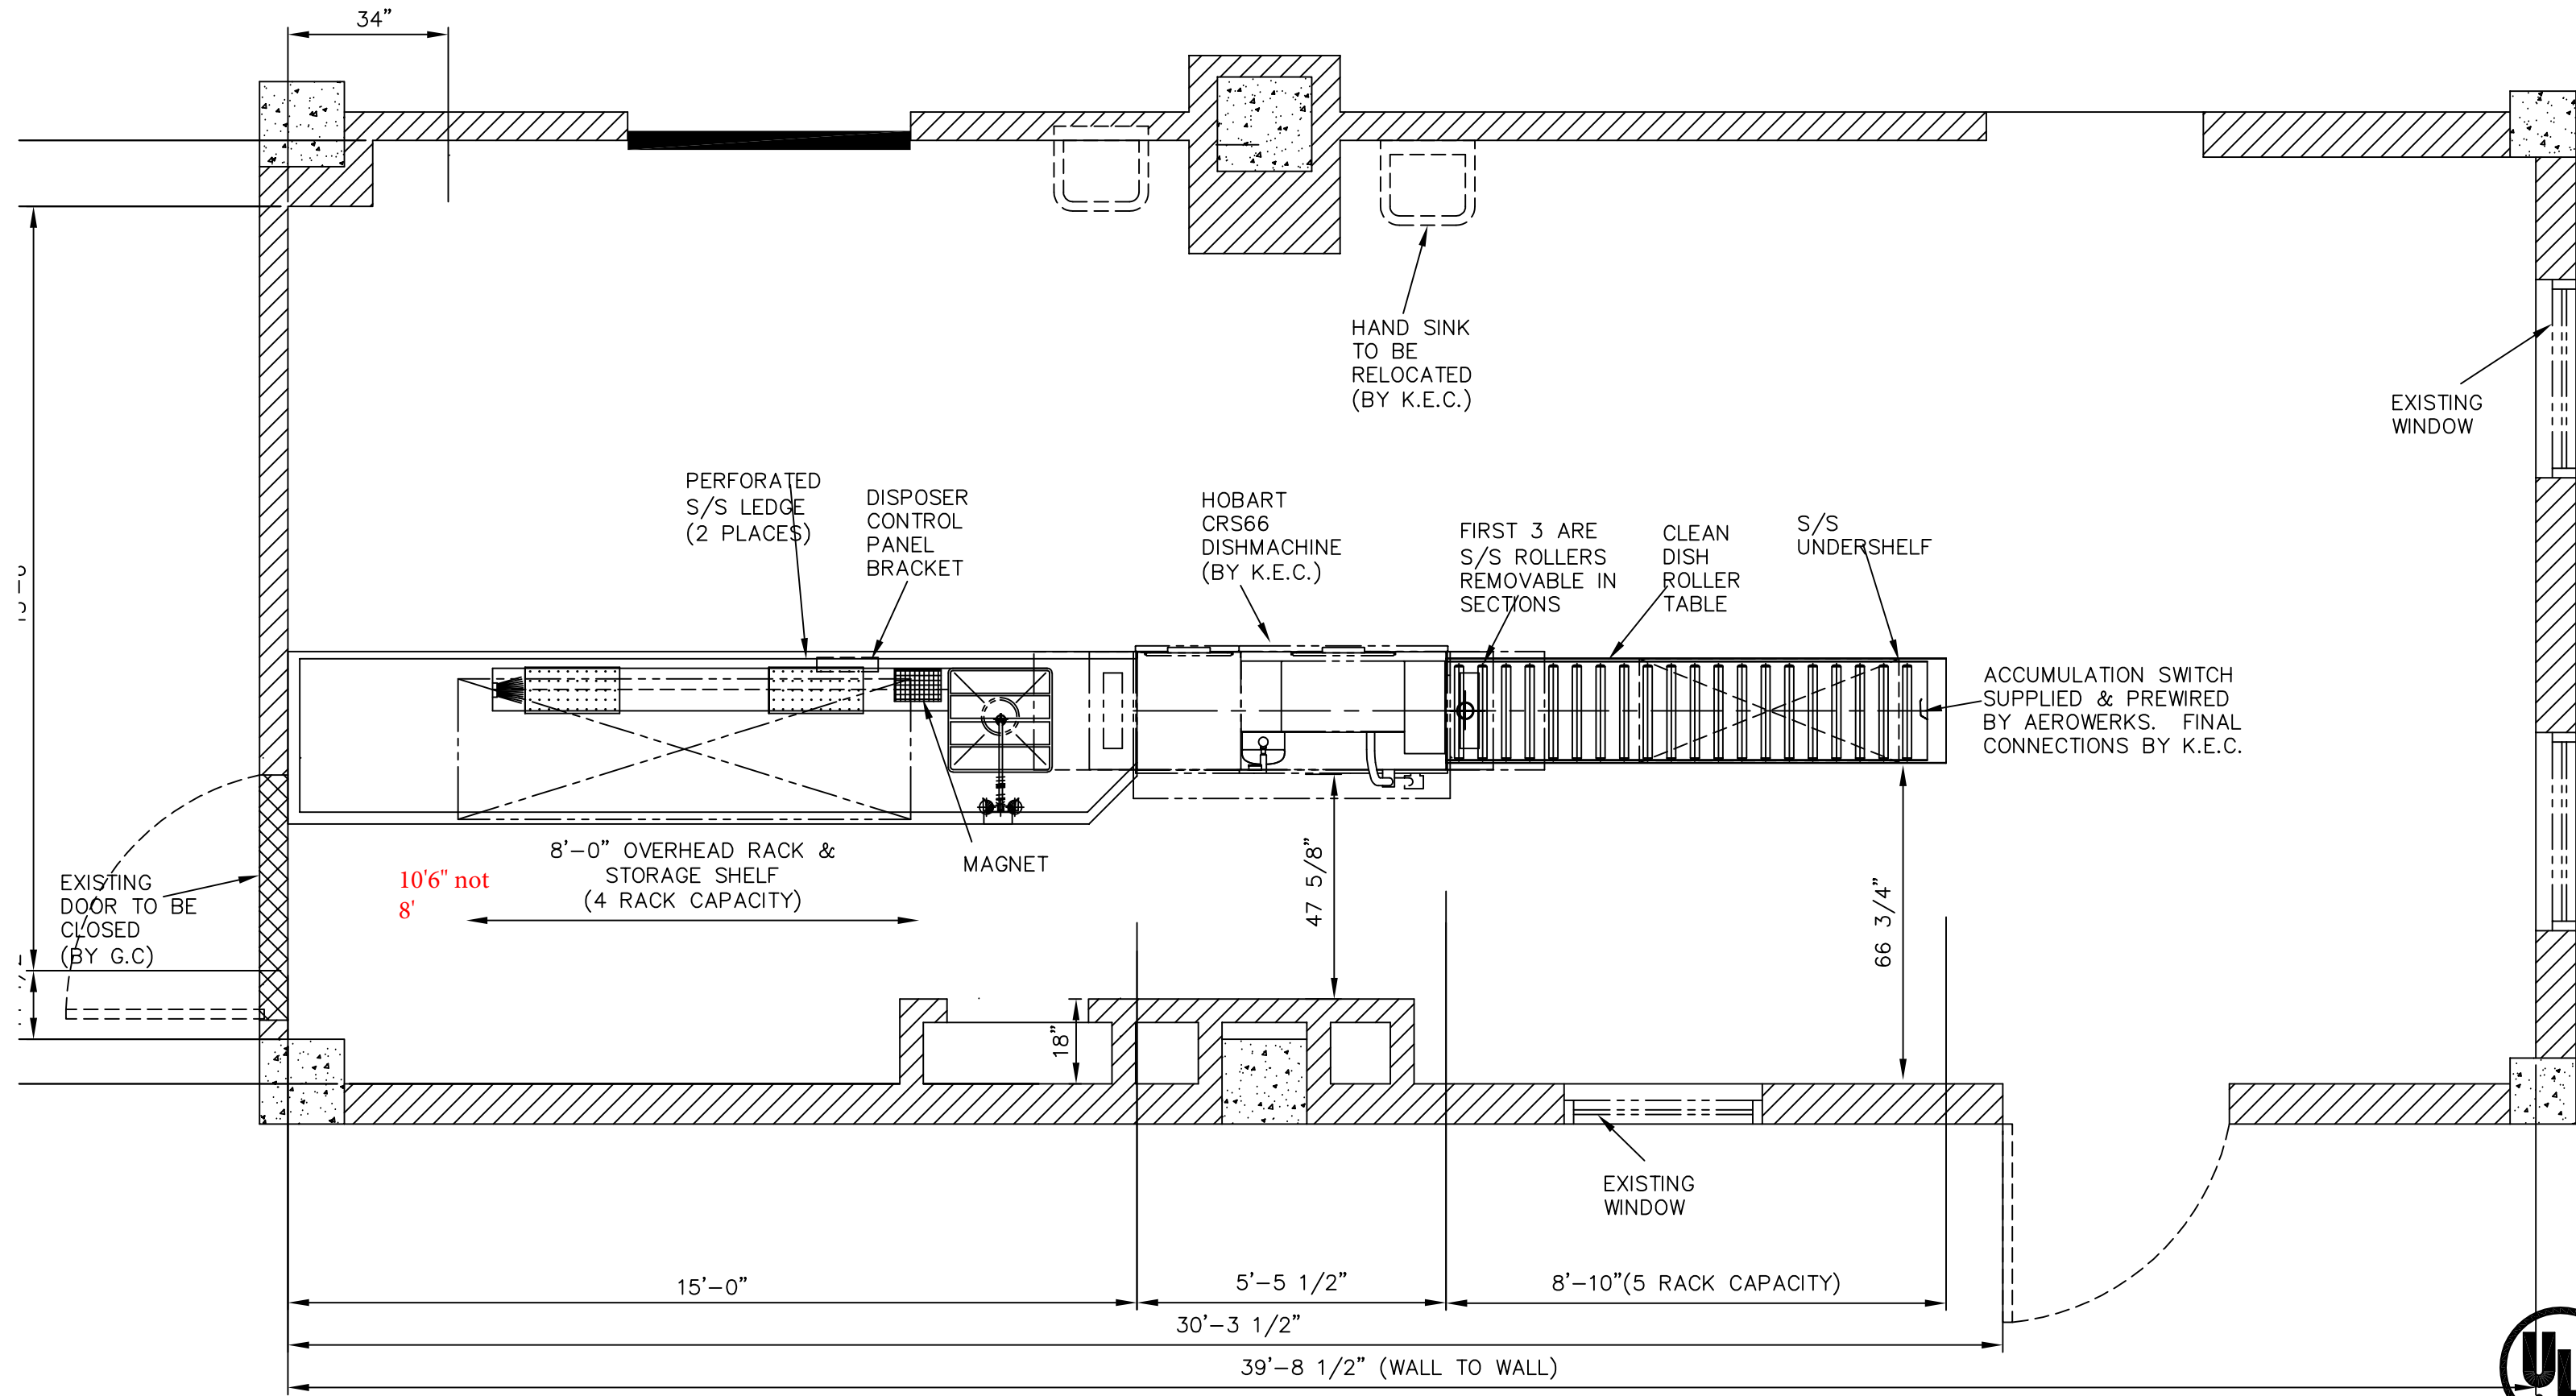 34"
HAND SINK
TO BE
RELOCATED
(BY K.E.C.)
EXISTING
WINDOW
PERFORATED
S/S LEDGE
(2 PLACES)
DISPOSER
CONTROL
PANEL
BRACKET
HOBART
CRS66
DISHMACHINE
(BY K.E.C.)
FIRST 3 ARE
S/S ROLLERS
REMOVABLE IN
SECTIONS
CLEAN
DISH
ROLLER
TABLE
S/S
UNDERSHELF
ACCUMULATION SWITCH
SUPPLIED & PREWIRED
BY AEROWERKS. FINAL
CONNECTIONS BY K.E.C.
EXISTING
DOOR TO BE
CLOSED
(BY G.C)
10'6" not
8'
8'-0" OVERHEAD RACK &
STORAGE SHELF
(4 RACK CAPACITY)
MAGNET
47 5/8"
66 3/4"
18"
EXISTING
WINDOW
15'-0"
5'-5 1/2"
8'-10"(5 RACK CAPACITY)
30'-3 1/2"
39'-8 1/2" (WALL TO WALL)
UL